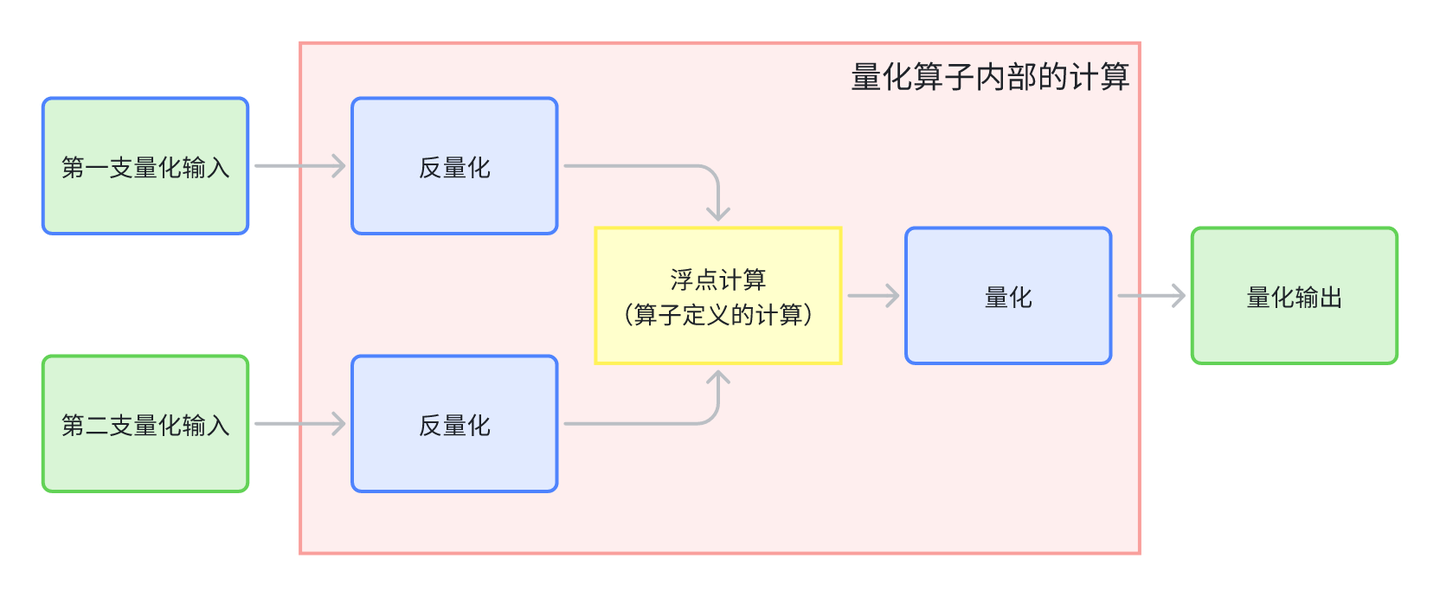 量化算子内部的计算
第一支量化输入
反量化
浮点计算
（算子定义的计算）
量化
量化输出
第二支量化输入
反量化